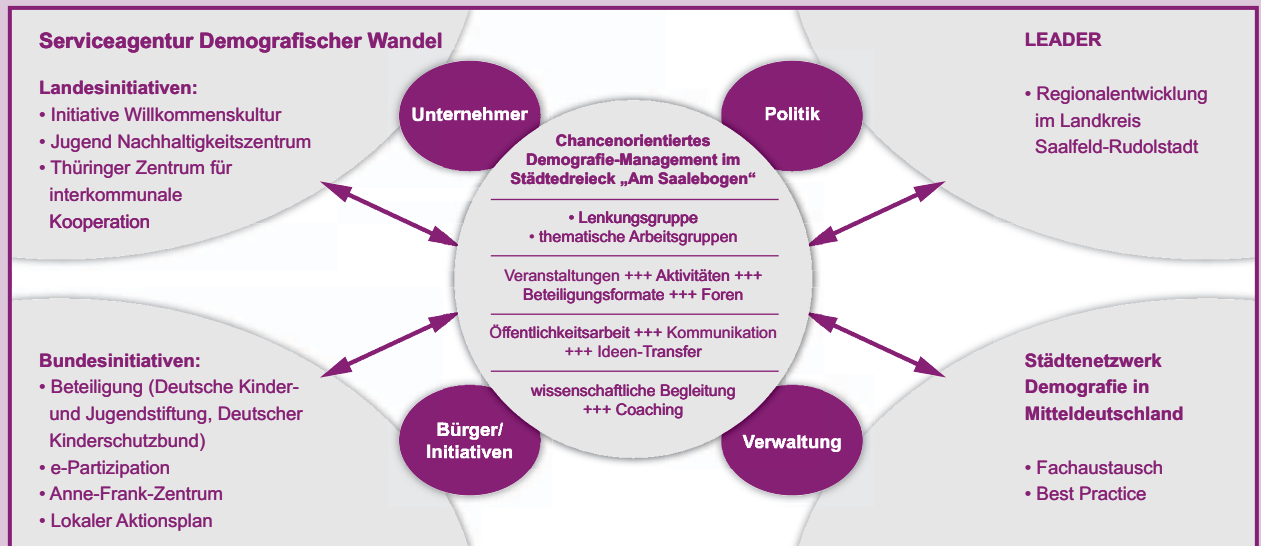 Serviceagentur Demografischer Wandel
Landesinitiativen:
• Initiative Willkommenskultur
• Jugend Nachhaltigkeitszentrum
• Thüringer Zentrum für
interkommunale
Kooperation
Unternehmer
Politik
LEADER
• Regionalentwicklung
im Landkreis
Saalfeld-Rudolstadt
Chancenorientiertes
Demografie-Management im
Städtedreieck „Am Saalebogen“
• Lenkungsgruppe
• thematische Arbeitsgruppen
Veranstaltungen +++ Aktivitäten +++
Beteiligungsformate +++ Foren
Öffentlichkeitsarbeit +++ Kommunikation
+++ Ideen-Transfer
wissenschaftliche Begleitung
+++ Coaching
Bundesinitiativen:
• Beteiligung (Deutsche Kinder-
und Jugendstiftung, Deutscher
Kinderschutzbund)
• e-Partizipation
• Anne-Frank-Zentrum
• Lokaler Aktionsplan
Bürger/
Initiativen
Verwaltung
Städtenetzwerk
Demografie in
Mitteldeutschland
• Fachaustausch
• Best Practice